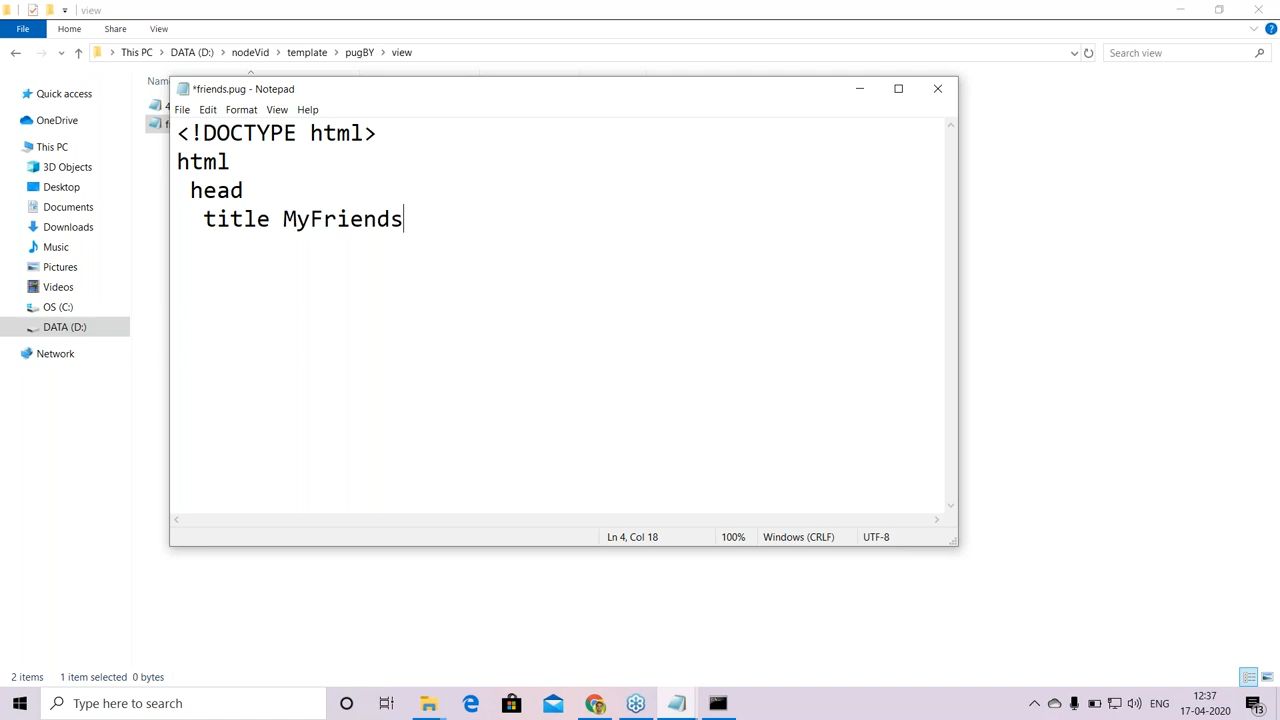 view
File
Home
Share
View
This PC
DATA (D:)
nodeVid
template
pugBY
view
Search view
Nam
Quick access
OneDrive
This PC
3D Objects
Desktop
Documents
Downloads
Music
Pictures
Videos
OS (C:)
DATA (D:)
Network
*friends.pug - Notepad
File Edit Format View Help
<!DOCTYPE html>
html
 head
  title MyFriends
Ln 4, Col 18
100%
Windows (CRLF)
UTF-8
2 items
1 item selected 0 bytes
Type here to search
ENG
12:37
17-04-2020
13